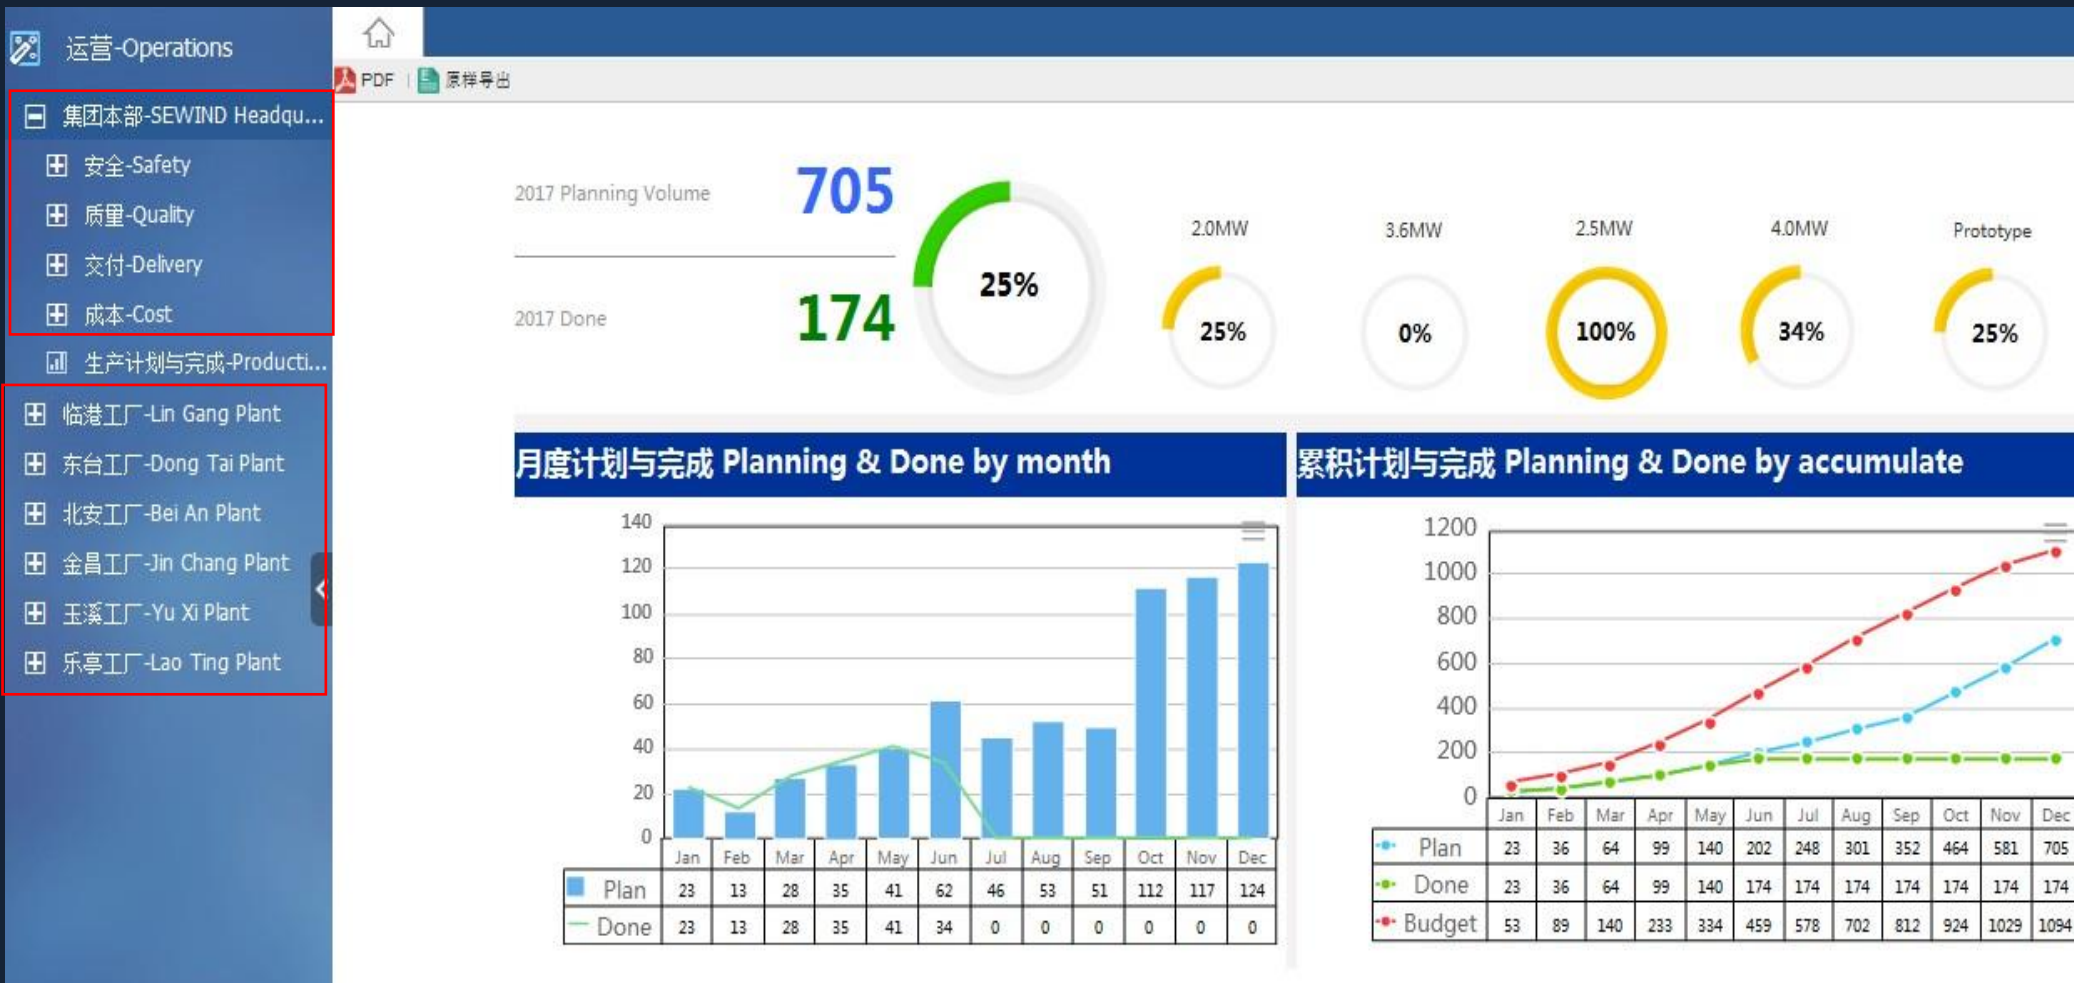 运营-Operations
集团本部-SEWIND Headqu...
安全-Safety
质量-Quality
交付-Delivery
成本-Cost
生产计划与完成-Producti...
临港工厂-Lin Gang Plant
东台工厂-Dong Tai Plant
北安工厂-Bei An Plant
金昌工厂-Jin Chang Plant
玉溪工厂-Yu Xi Plant
乐亭工厂-Lao Ting Plant
PDF | 原样导出
2017 Planning Volume 705
2017 Done 174
25%
2.0MW 3.6MW 2.5MW 4.0MW Prototype
25% 0% 100% 34% 25%
月度计划与完成 Planning & Done by month
140
120
100
80
60
40
20
0
Jan Feb Mar Apr May Jun Jul Aug Sep Oct Nov Dec
Plan 23 13 28 35 41 62 46 53 51 112 117 124
Done 23 13 28 35 41 34 0 0 0 0 0 0
累积计划与完成 Planning & Done by accumulate
1200
1000
800
600
400
200
0
Jan Feb Mar Apr May Jun Jul Aug Sep Oct Nov Dec
Plan 23 36 64 99 140 202 248 301 352 464 581 705
Done 23 36 64 99 140 174 174 174 174 174 174 174
Budget 53 89 140 233 334 459 578 702 812 924 1029 1094